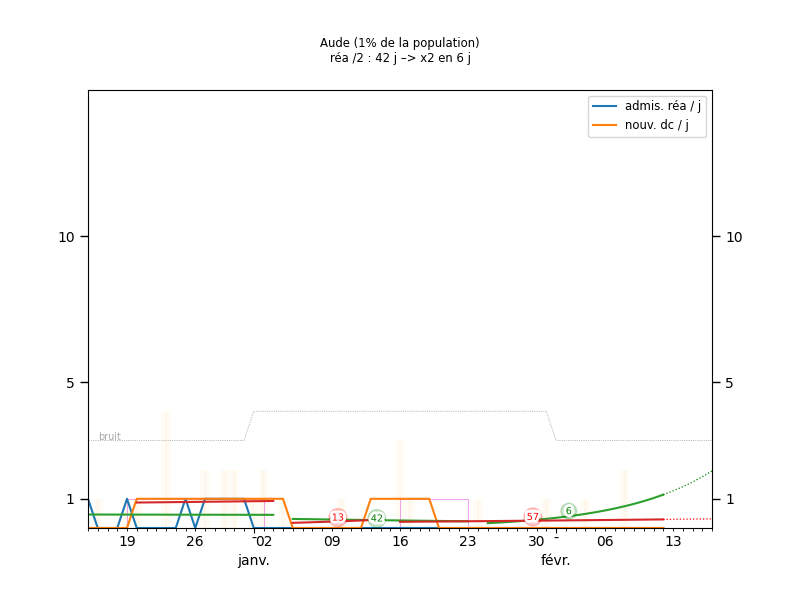 Aude (1% de la population)
réa /2 : 42 j –> x2 en 6 j
admis. réa / j
nouv. dc / j
10 10
5 5
bruit
1 1
13 42 57 6
19 26 02 09 16 23 30 06 13
janv. févr.